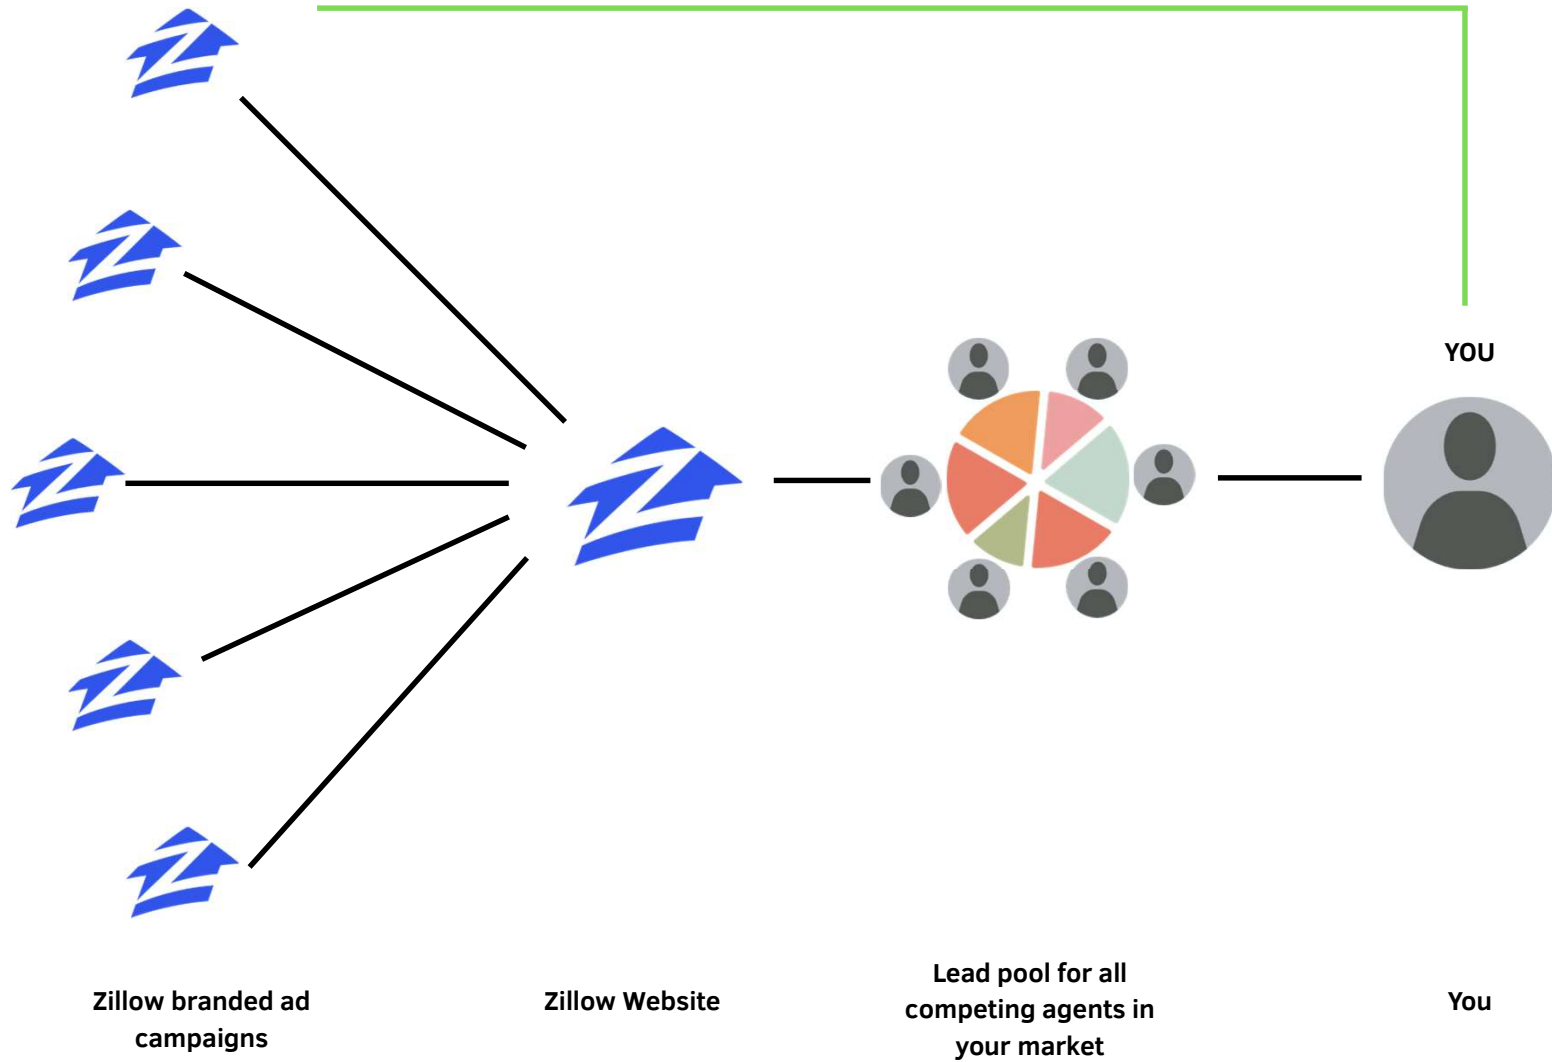 YOU
Zillow branded ad
campaigns
Zillow Website
Lead pool for all
competing agents in
your market
You